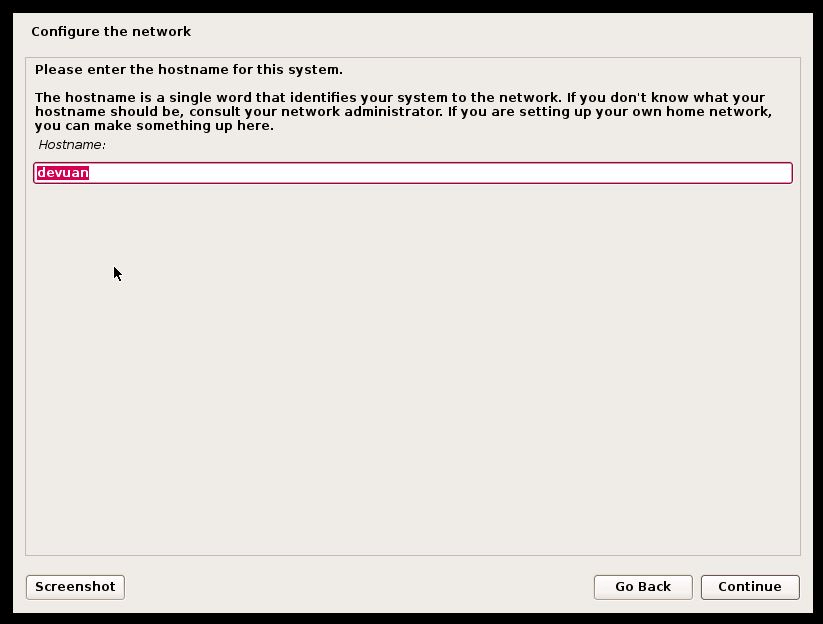 Configure the network
Please enter the hostname for this system.
The hostname is a single word that identifies your system to the network. If you don't know what your
hostname should be, consult your network administrator. If you are setting up your own home network,
you can make something up here.
Hostname:
devuan
Screenshot
Go Back
Continue